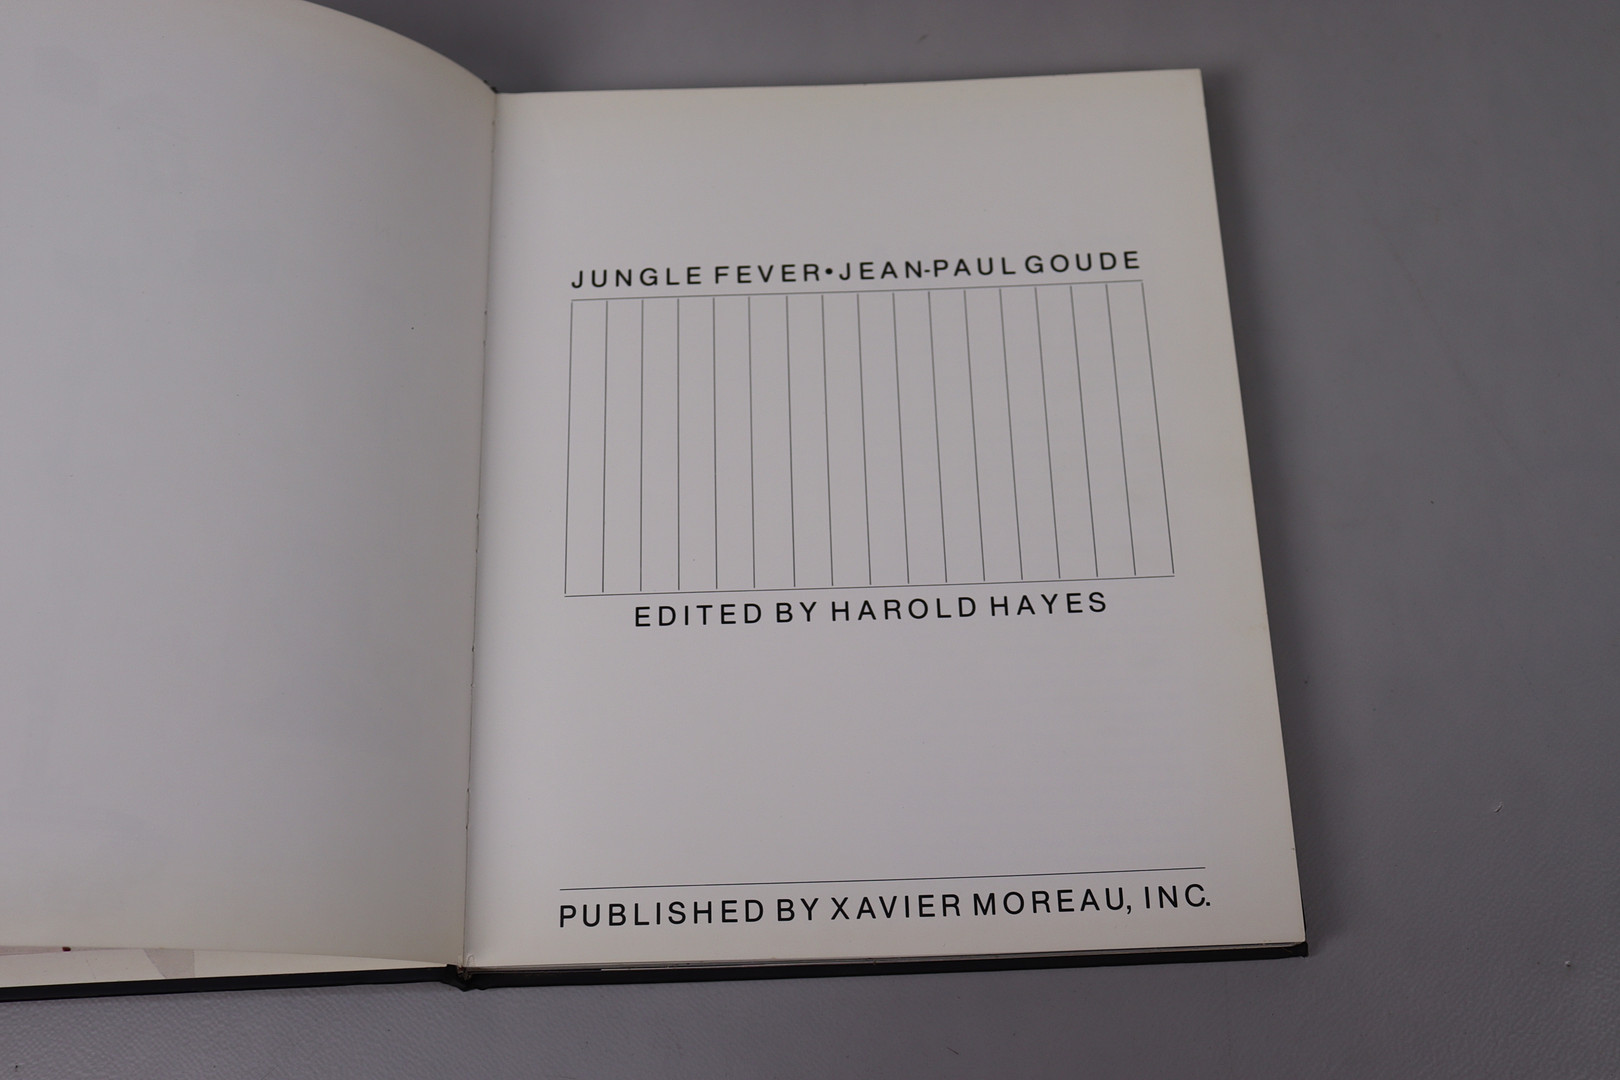 JUNGLE FEVER•JEAN-PAUL GOUDE
EDITED BY HAROLD HAYES
PUBLISHED BY XAVIER MOREAU, INC.